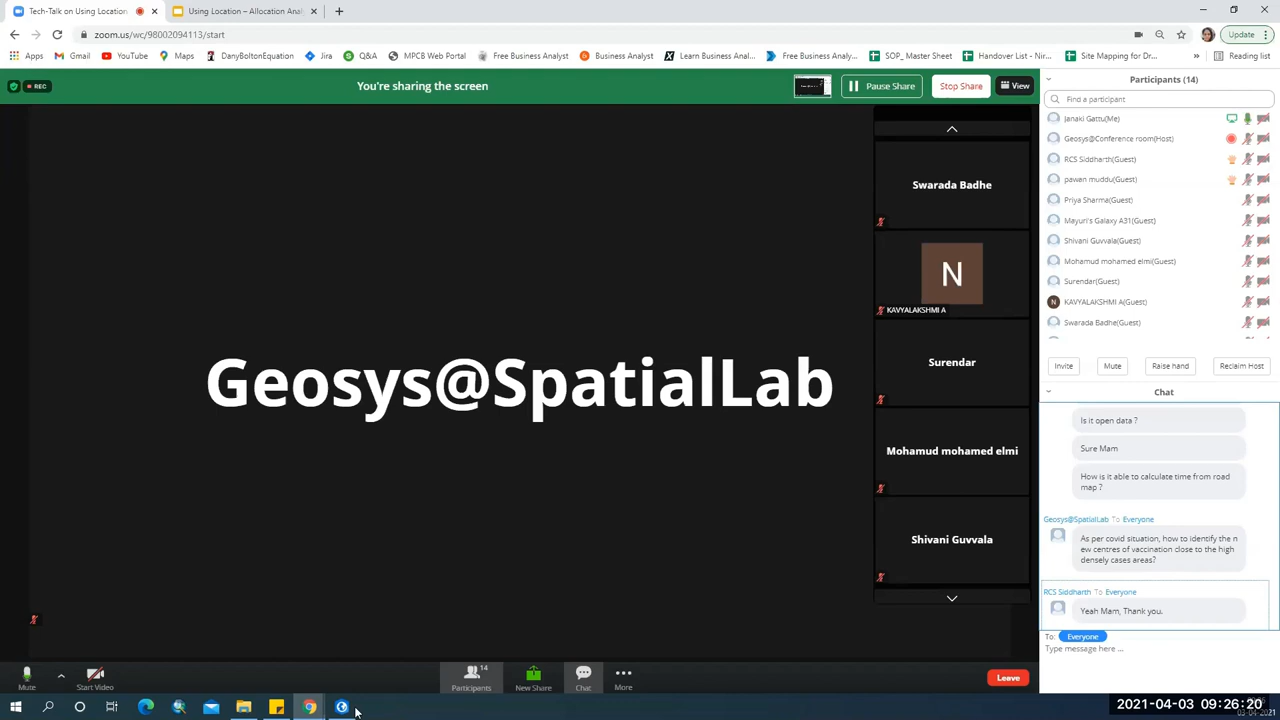 Tech-Talk on Using Location
Using Location – Allocation Anal
zoom.us/wc/98002094113/start
Update
Apps
Gmail
YouTube
Maps
DanyBoltonEquation
Jira
Q&A
MPCB Web Portal
Free Business Analyst
Business Analyst
Learn Business Anal...
Free Business Analy...
SOP_ Master Sheet
Handover List - Nir...
Site Mapping for Dr...
»
Reading list
REC
You're sharing the screen
Pause Share
Stop Share
View
Participants (14)
Find a participant
Janaki Gattu(Me)
Geosys@Conference room(Host)
RCS Siddharth(Guest)
pawan muddu(Guest)
Priya Sharma(Guest)
Mayuri's Galaxy A31(Guest)
Shivani Guvvala(Guest)
Mohamud mohamed elmi(Guest)
Surendar(Guest)
N KAVYALAKSHMI A(Guest)
Swarada Badhe(Guest)
Invite
Mute
Raise hand
Reclaim Host
Geosys@SpatialLab
Swarada Badhe
N
KAVYALAKSHMI A
Surendar
Mohamud mohamed elmi
Shivani Guvvala
Chat
Is it open data ?
Sure Mam
How is it able to calculate time from road
map ?
Geosys@SpatialLab To Everyone
As per covid situation, how to identify the n
ew centres of vaccination close to the high
densely cases areas?
RCS Siddharth To Everyone
Yeah Mam, Thank you.
To: Everyone
Type message here ...
Mute
Start Video
14
Participants
New Share
Chat
More
Leave
2021-04-03 09:26:20
03-04-2021